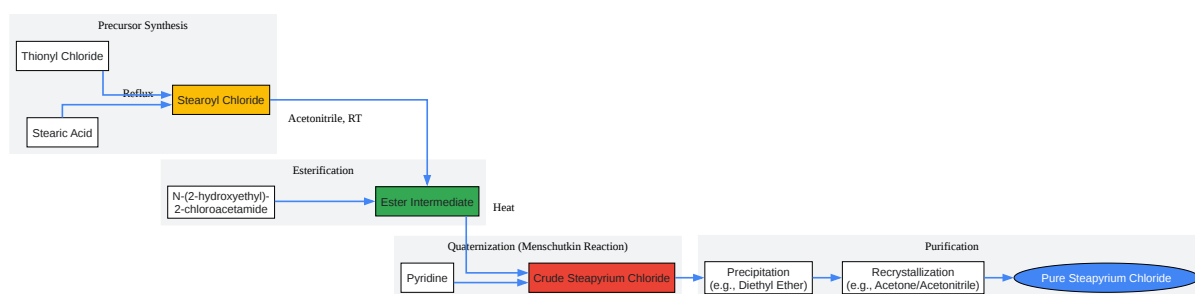 Precursor Synthesis
Thionyl Chloride
Reflux
Stearoyl Chloride
Stearic Acid
Acetonitrile, RT
Esterification
N-(2-hydroxyethyl)-
2-chloroacetamide
Ester Intermediate
Heat
Quaternization (Menschutkin Reaction)
Pyridine
Crude Steapyrium Chloride
Purification
Precipitation
(e.g., Diethyl Ether)
Recrystallization
(e.g., Acetone/Acetonitrile)
Pure Steapyrium Chloride